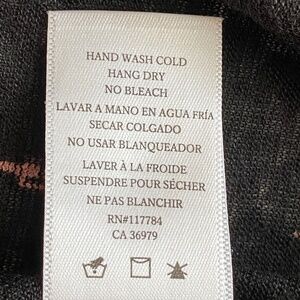 HAND WASH COLD
HANG DRY
NO BLEACH
LAVAR A MANO EN AGUA FRÍA
SECAR COLGADO
NO USAR BLANQUEADOR
LAVER À LA FROIDE
SUSPENDRE POUR SÉCHER
NE PAS BLANCHIR
RN#117784
CA 36979